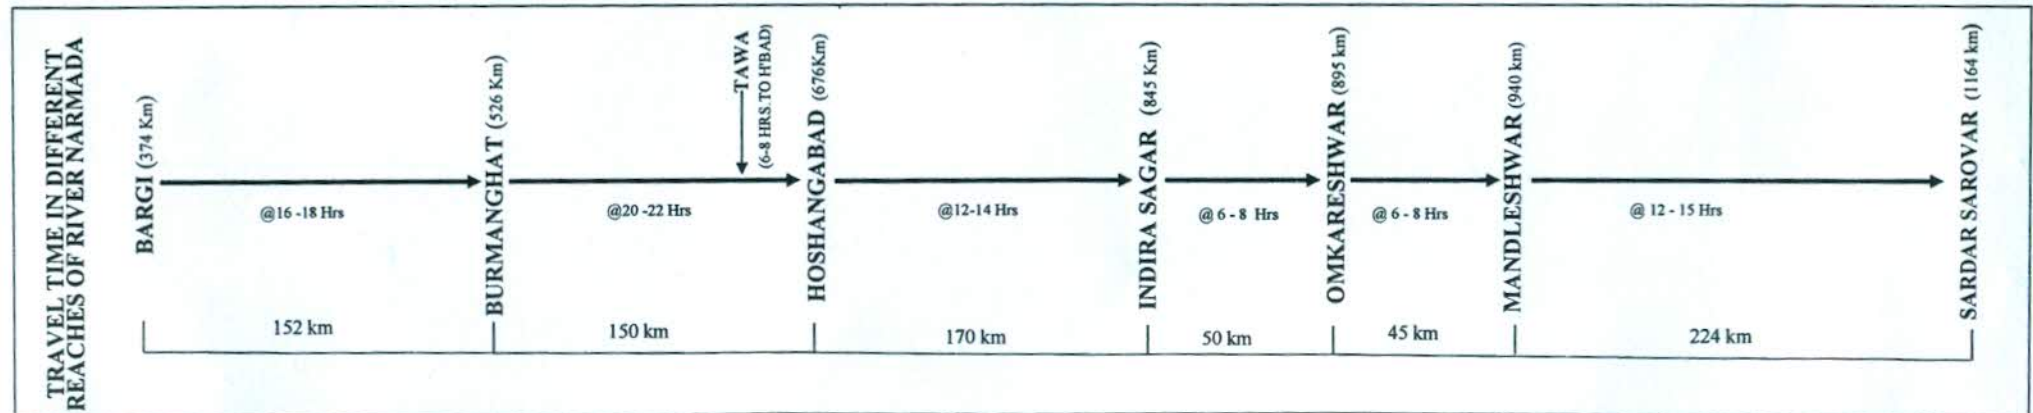 TRAVEL TIME IN DIFFERENT
REACHES OF RIVER NARMADA
BARGI (374 Km)
@16 -18 Hrs
BURMANGHAT (526 Km)
@20 -22 Hrs
TAWA
(6-8 HRS.TO H'BAD)
HOSHANGABAD (676Km)
@12-14 Hrs
INDIRA SAGAR (845 Km)
@ 6 - 8 Hrs
OMKARESHWAR (895 km)
@ 6 - 8 Hrs
MANDLESHWAR (940 km)
@ 12 - 15 Hrs
SARDAR SAROVAR (1164 km)
152 km
150 km
170 km
50 km
45 km
224 km